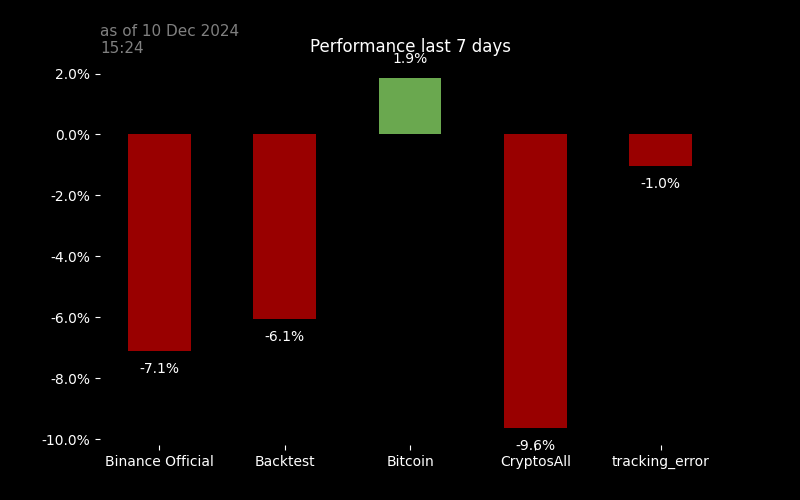 as of 10 Dec 2024
15:24
Performance last 7 days
1.9%
2.0%
0.0%
-2.0%
-1.0%
-4.0%
-6.0%
-6.1%
-7.1%
-8.0%
-10.0%
-9.6%
Binance Official
Backtest
Bitcoin
CryptosAll
tracking_error